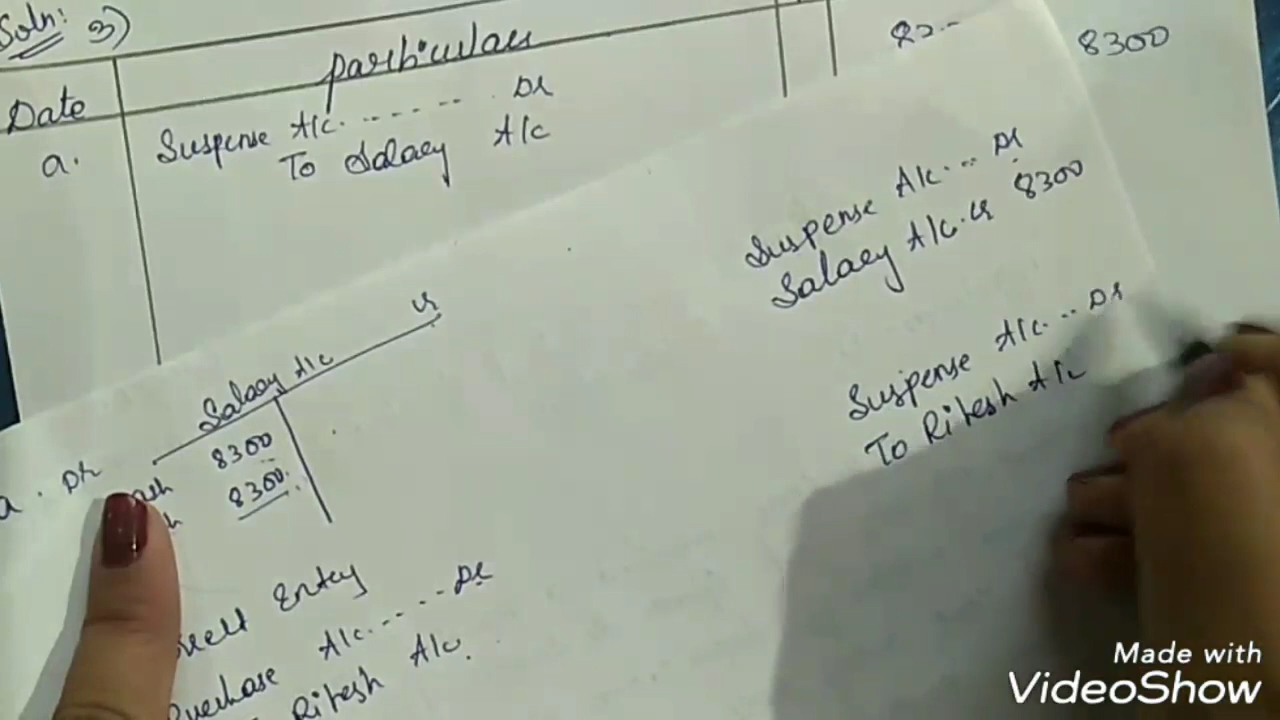 Soln: 3)
Date particulars 8300
a. Suspense A/c. ------- Dr
To Salary A/c
Suspense A/c... Dr
Salary A/c. Cr 8300
Suspense A/c... Dr
To Ritesh A/c
Cr
Salary A/c
a. Dr
8300
8300
Entry
Purchase A/c.----Dr
Ritesh A/c.
Made with
VideoShow